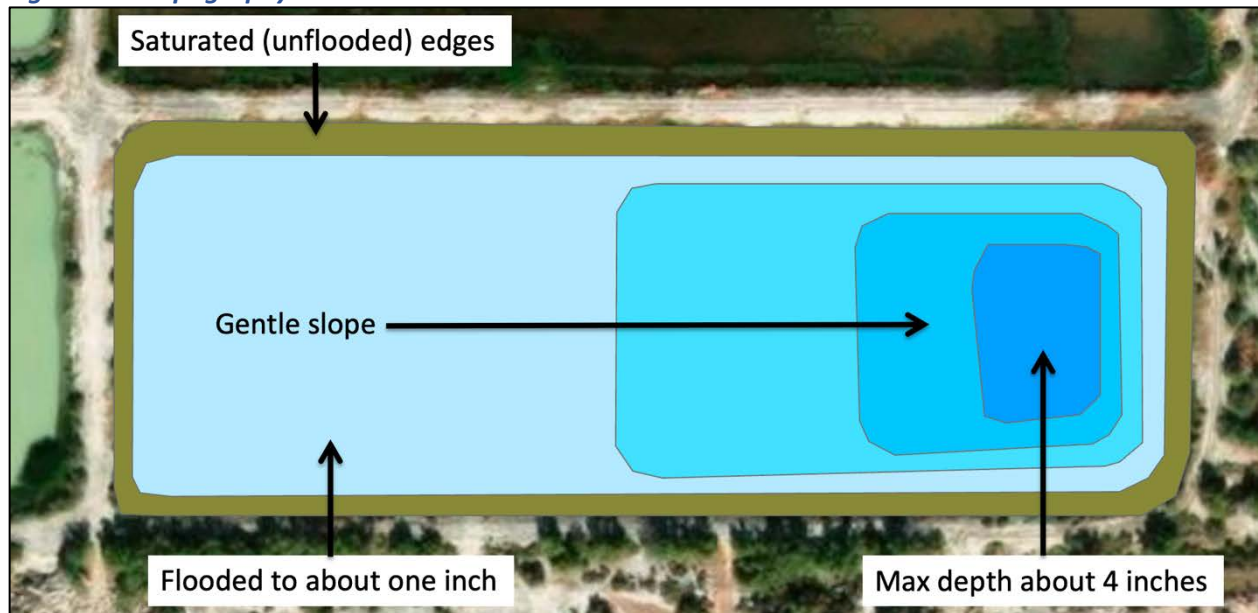 Saturated (unflooded) edges
Gentle slope
Flooded to about one inch
Max depth about 4 inches